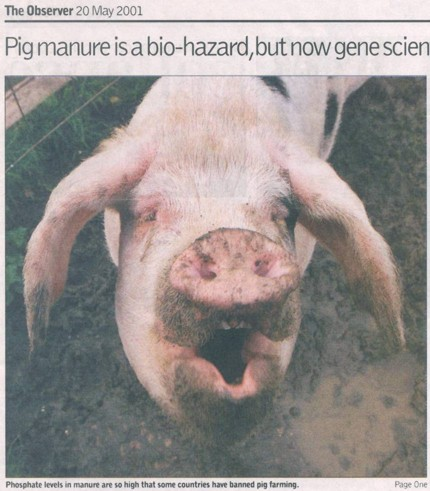 The Observer 20 May 2001
Pig manure is a bio-hazard, but now gene scien
Phosphate levels in manure are so high that some countries have banned pig farming.
Page One